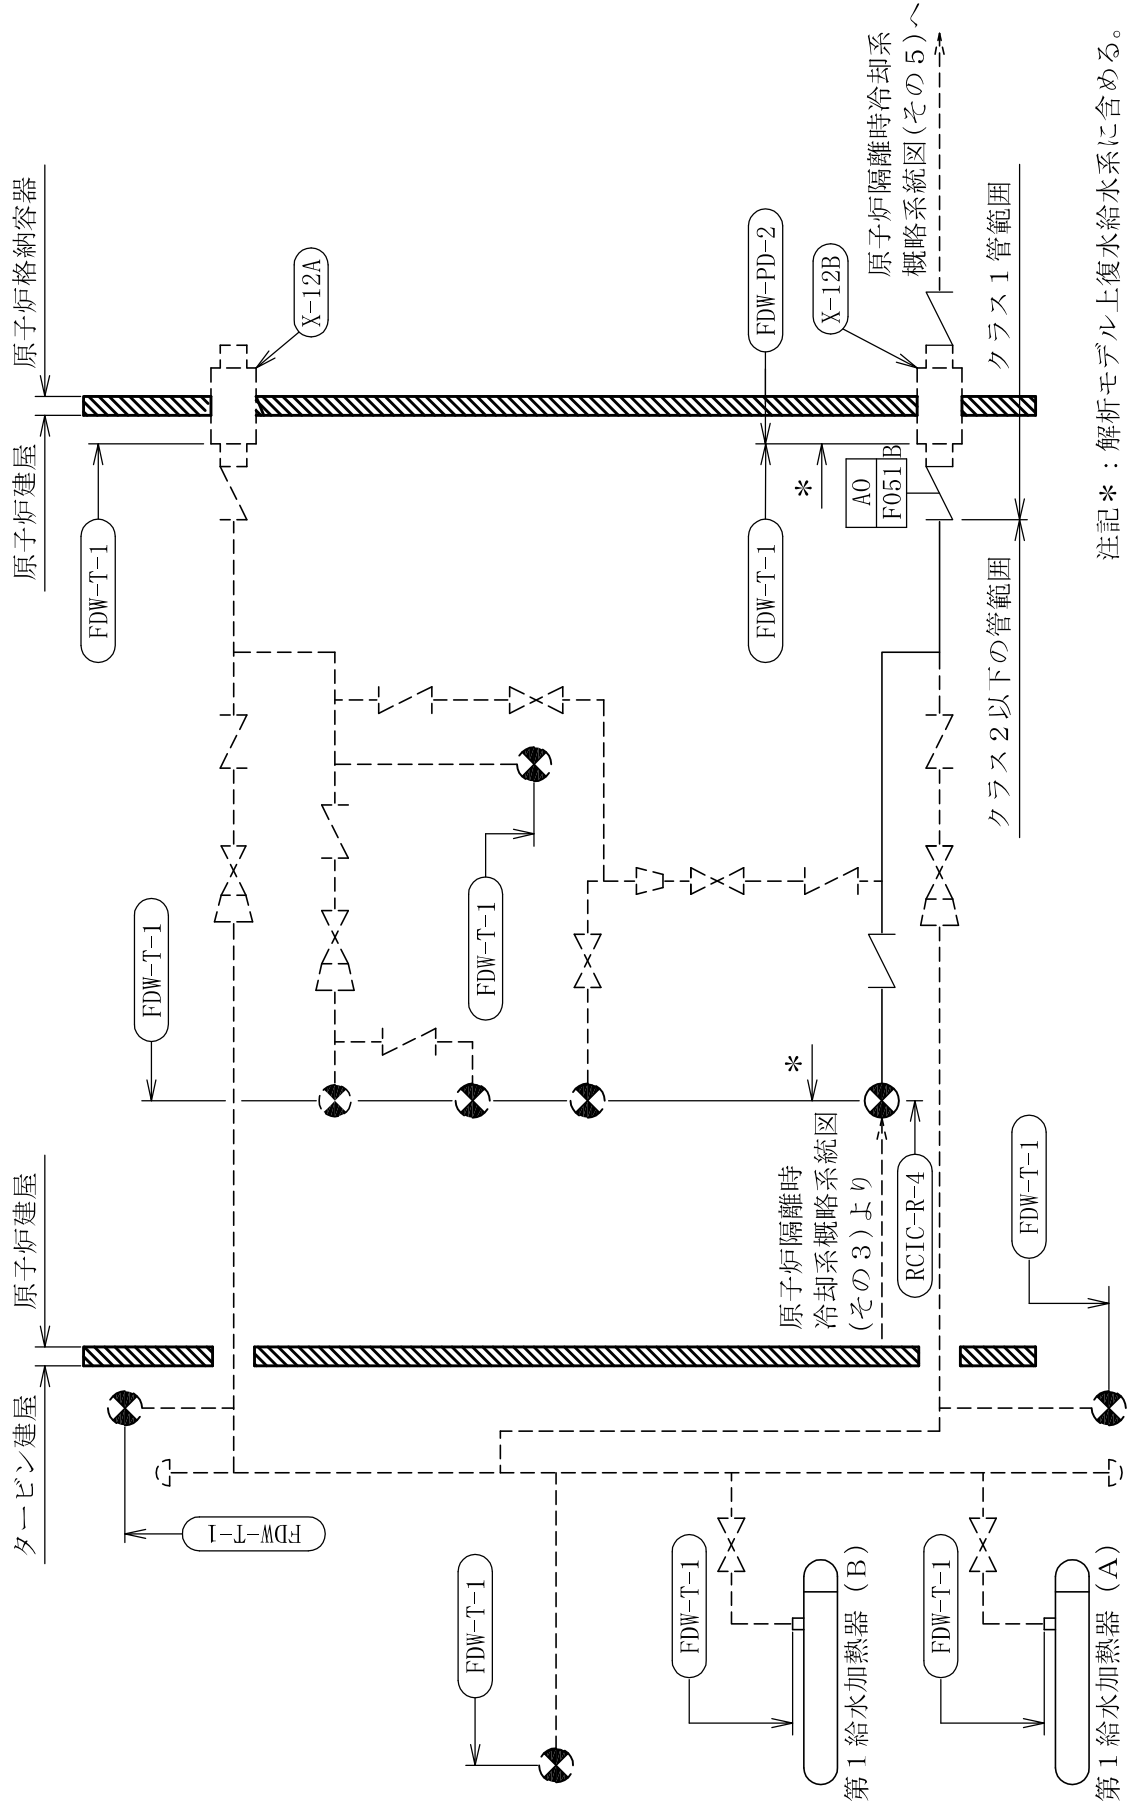 タービン建屋
原子炉建屋
原子炉建屋
原子炉格納容器
FDW-T-1
FDW-T-1
FDW-T-1
X-12A
FDW-T-1
FDW-T-1
FDW-T-1
FDW-T-1
第1給水加熱器 (B)
第1給水加熱器 (A)
FDW-T-1
原子炉隔離時
冷却系概略系統図
(その3)より
RCIC-R-4
*
FDW-T-1
FDW-PD-2
*
AO
F051
B
X-12B
原子炉隔離時冷却系
概略系統図(その5)へ
クラス2以下の管範囲
クラス1管範囲
注記*:解析モデル上復水給水系に含める。